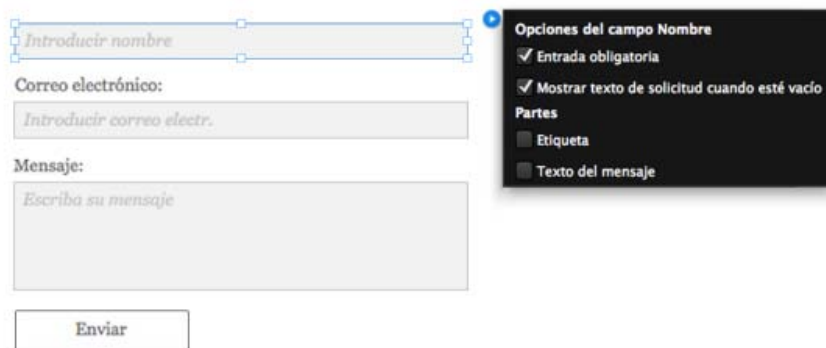 Introducir nombre
Correo electrónico:
Introducir correo electr.
Mensaje:
Escriba su mensaje
Enviar
Opciones del campo Nombre
Entrada obligatoria
Mostrar texto de solicitud cuando esté vacío
Partes
Etiqueta
Texto del mensaje